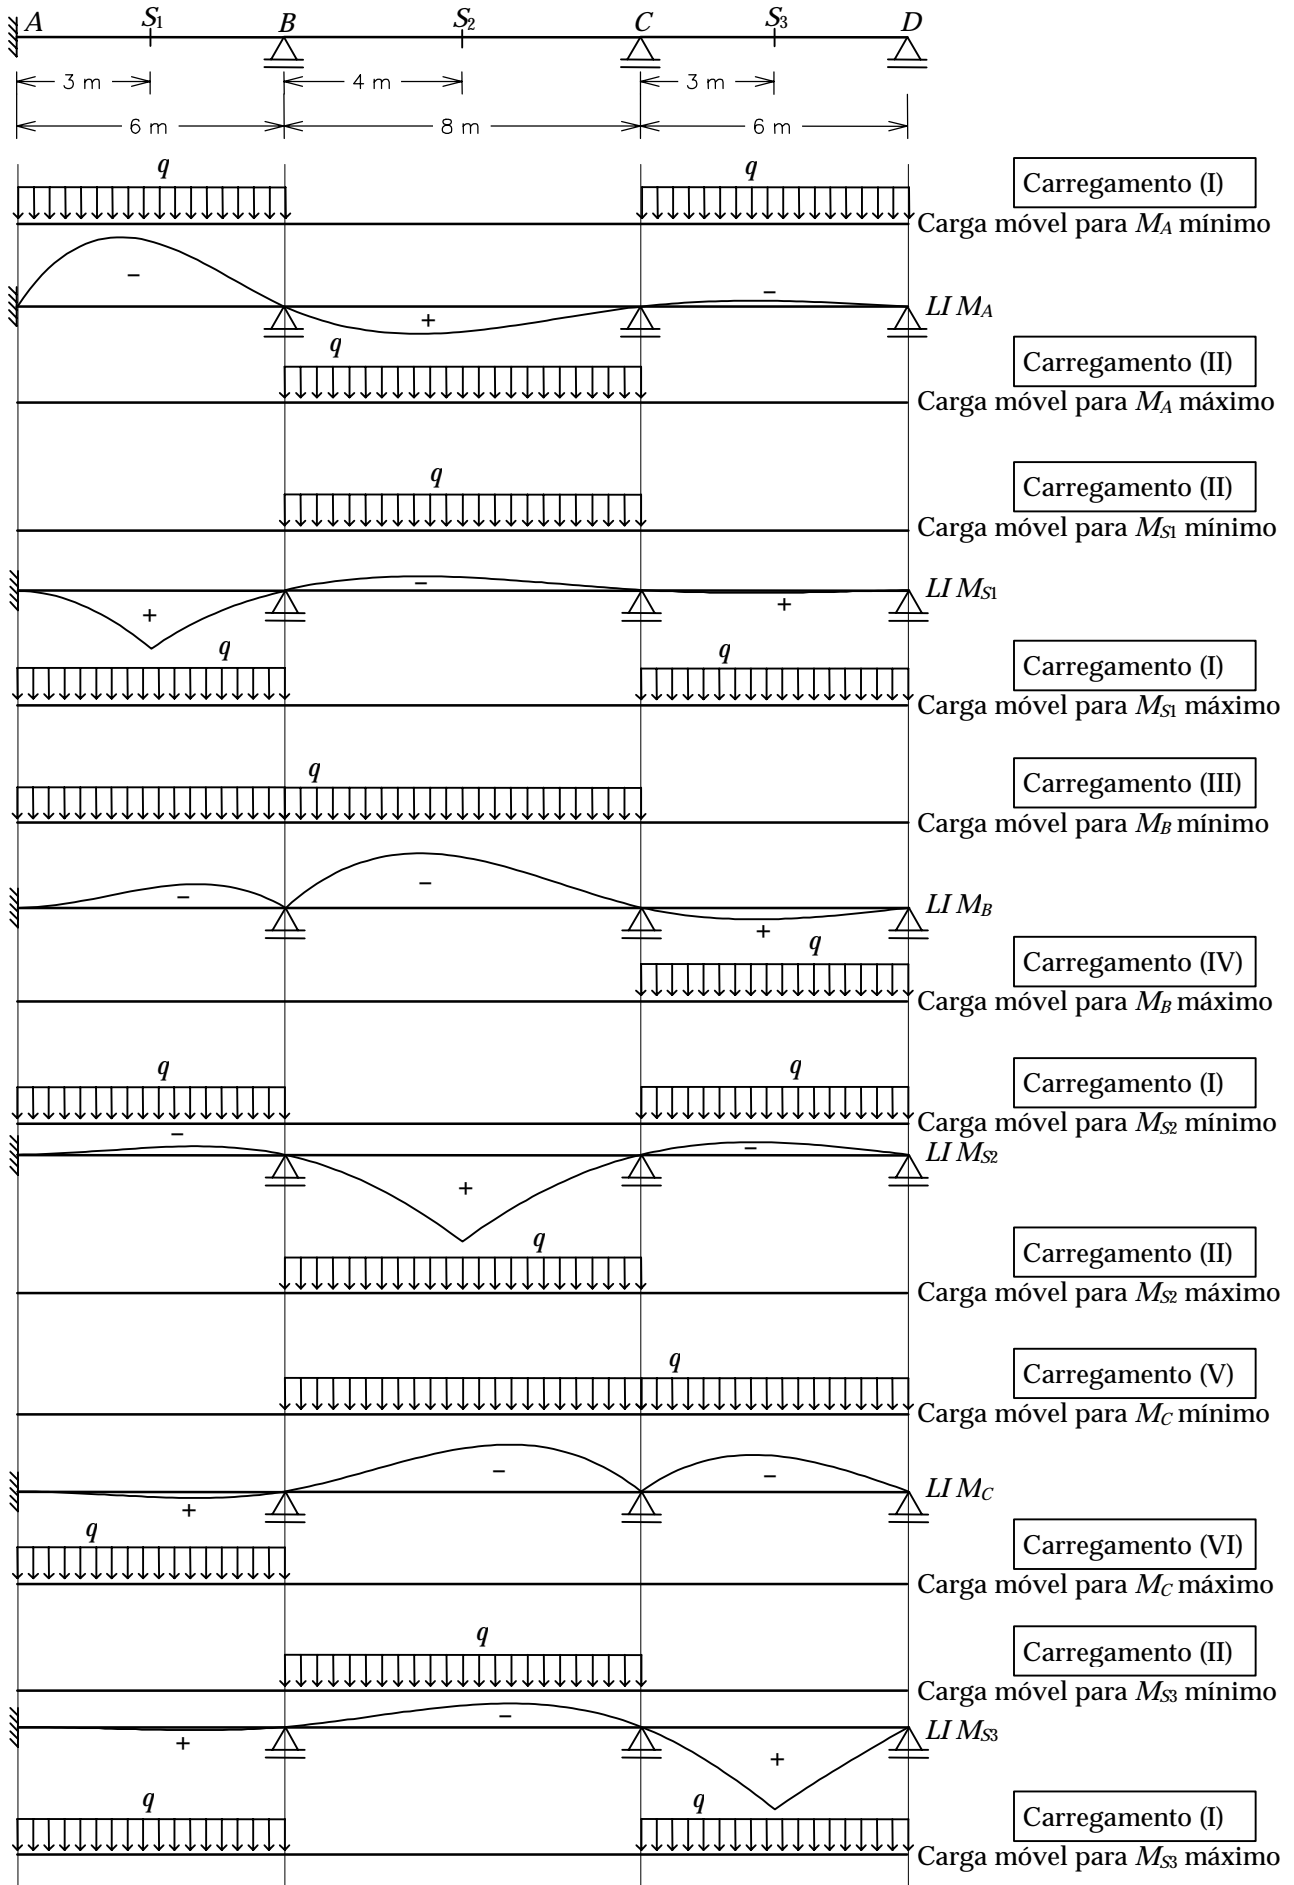 A S1 B S2 C S3 D
3 m 4 m 3 m
6 m 8 m 6 m
q q Carregamento (I)
Carga móvel para MA mínimo
− + − LI MA
q Carregamento (II)
Carga móvel para MA máximo
q Carregamento (II)
Carga móvel para MS1 mínimo
+ − + LI MS1
q q Carregamento (I)
Carga móvel para MS1 máximo
q Carregamento (III)
Carga móvel para MB mínimo
− − + LI MB
q Carregamento (IV)
Carga móvel para MB máximo
q q Carregamento (I)
Carga móvel para MS2 mínimo
− + − LI MS2
q Carregamento (II)
Carga móvel para MS2 máximo
q Carregamento (V)
Carga móvel para MC mínimo
+ − − LI MC
q Carregamento (VI)
Carga móvel para MC máximo
q Carregamento (II)
Carga móvel para MS3 mínimo
+ − + LI MS3
q q Carregamento (I)
Carga móvel para MS3 máximo